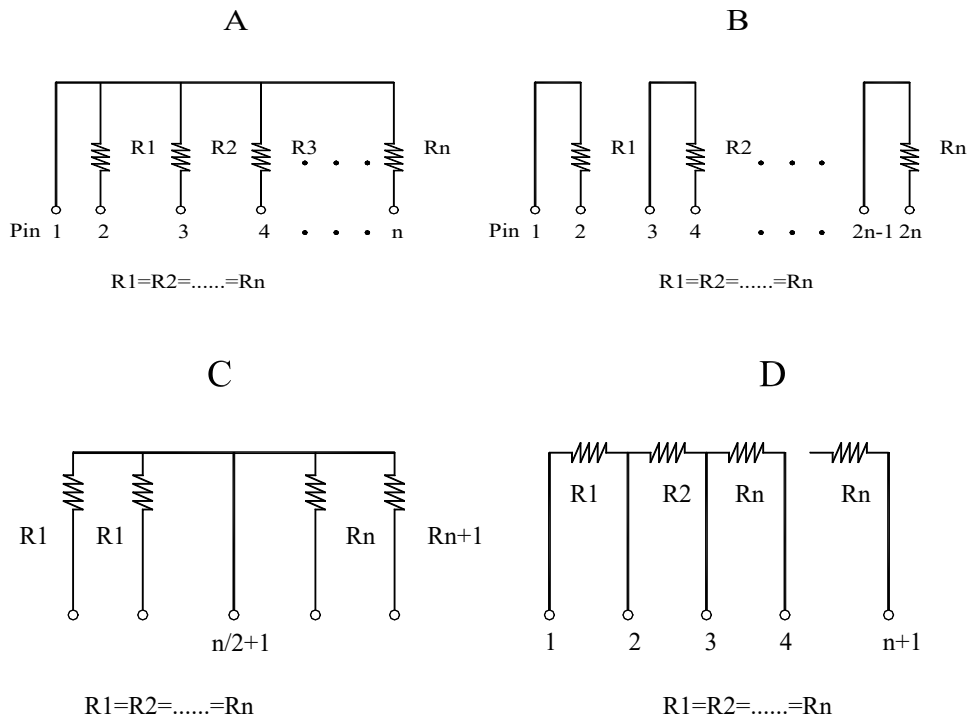 A
B
R1 R2 R3 . . . Rn
R1 R2 . . . Rn
Pin 1 2 3 4 . . . n
Pin 1 2 3 4 . . . 2n-1 2n
R1=R2=......=Rn
R1=R2=......=Rn
C
D
R1 R1 Rn Rn+1
R1 R2 Rn Rn
n/2+1
1 2 3 4 n+1
R1=R2=......=Rn
R1=R2=......=Rn